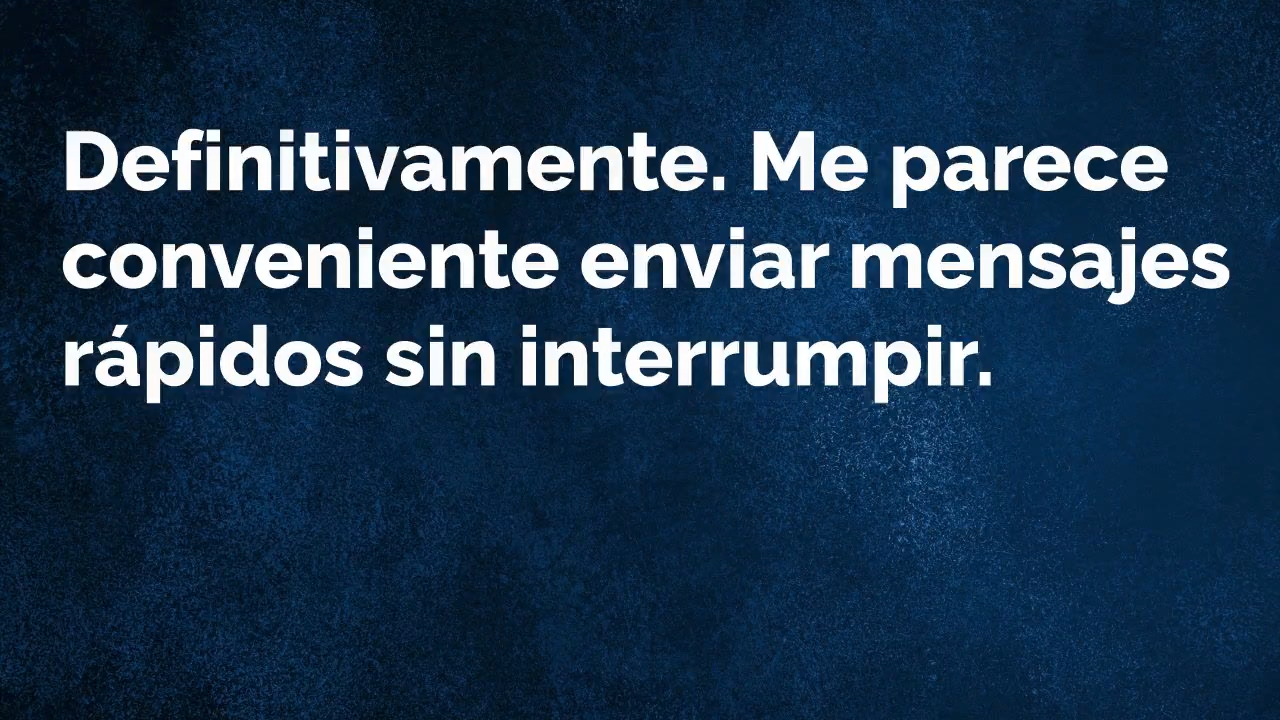 Definitivamente. Me parece
conveniente enviar mensajes
rápidos sin interrumpir.